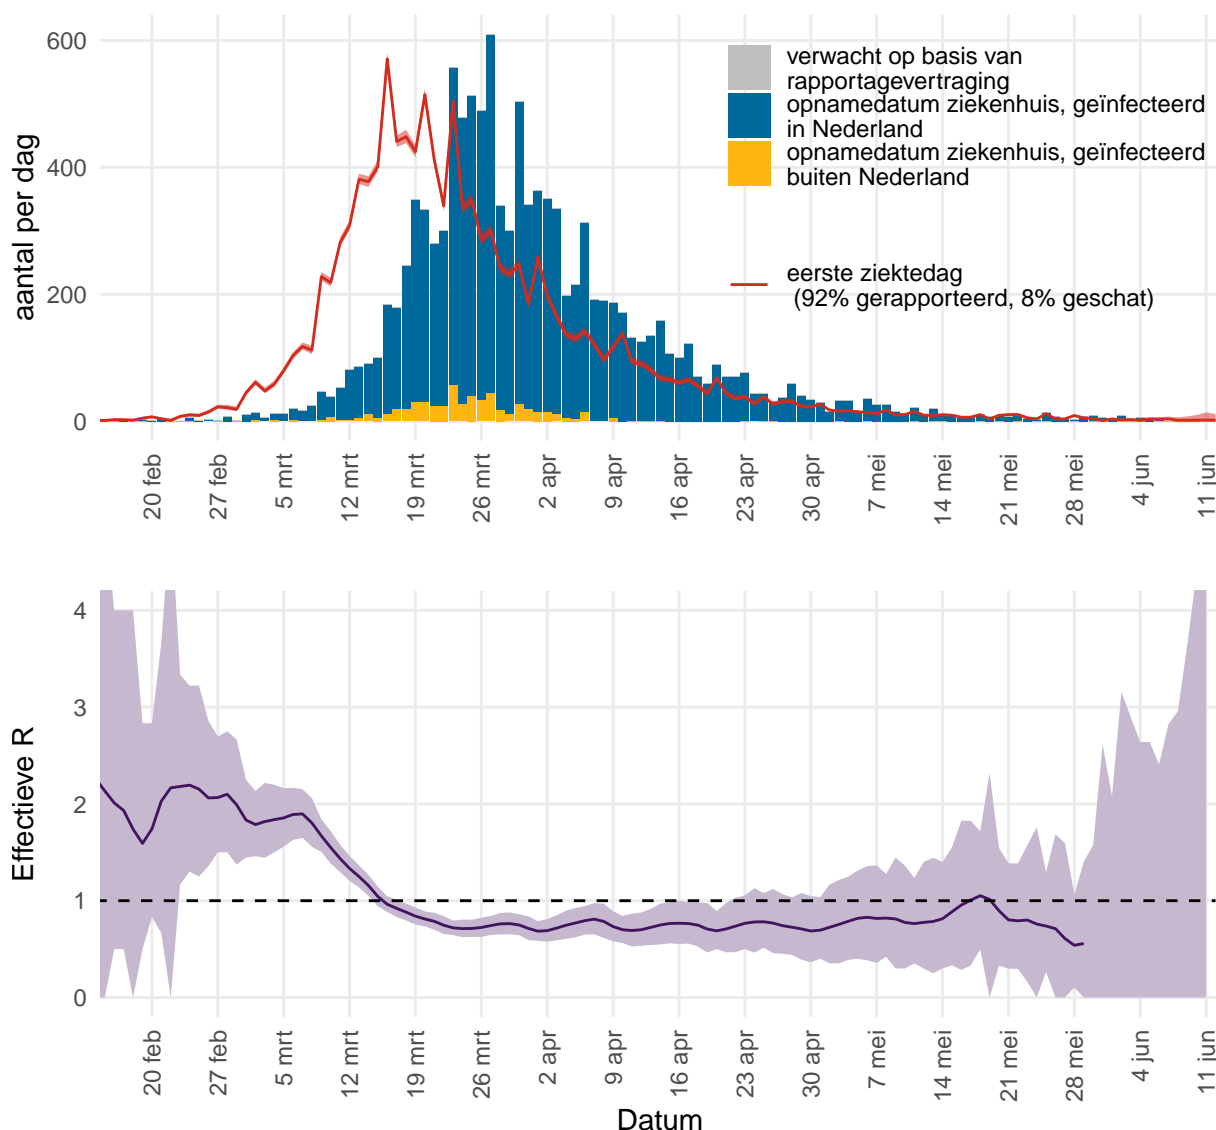 600
400
200
0
aantal per dag
verwacht op basis van
rapportagevertraging
opnamedatum ziekenhuis, geïnfecteerd
in Nederland
opnamedatum ziekenhuis, geïnfecteerd
buiten Nederland
eerste ziektedag
(92% gerapporteerd, 8% geschat)
20 feb
27 feb
5 mrt
12 mrt
19 mrt
26 mrt
2 apr
9 apr
16 apr
23 apr
30 apr
7 mei
14 mei
21 mei
28 mei
4 jun
11 jun
4
3
2
1
0
Effectieve R
20 feb
27 feb
5 mrt
12 mrt
19 mrt
26 mrt
2 apr
9 apr
16 apr
23 apr
30 apr
7 mei
14 mei
21 mei
28 mei
4 jun
11 jun
Datum